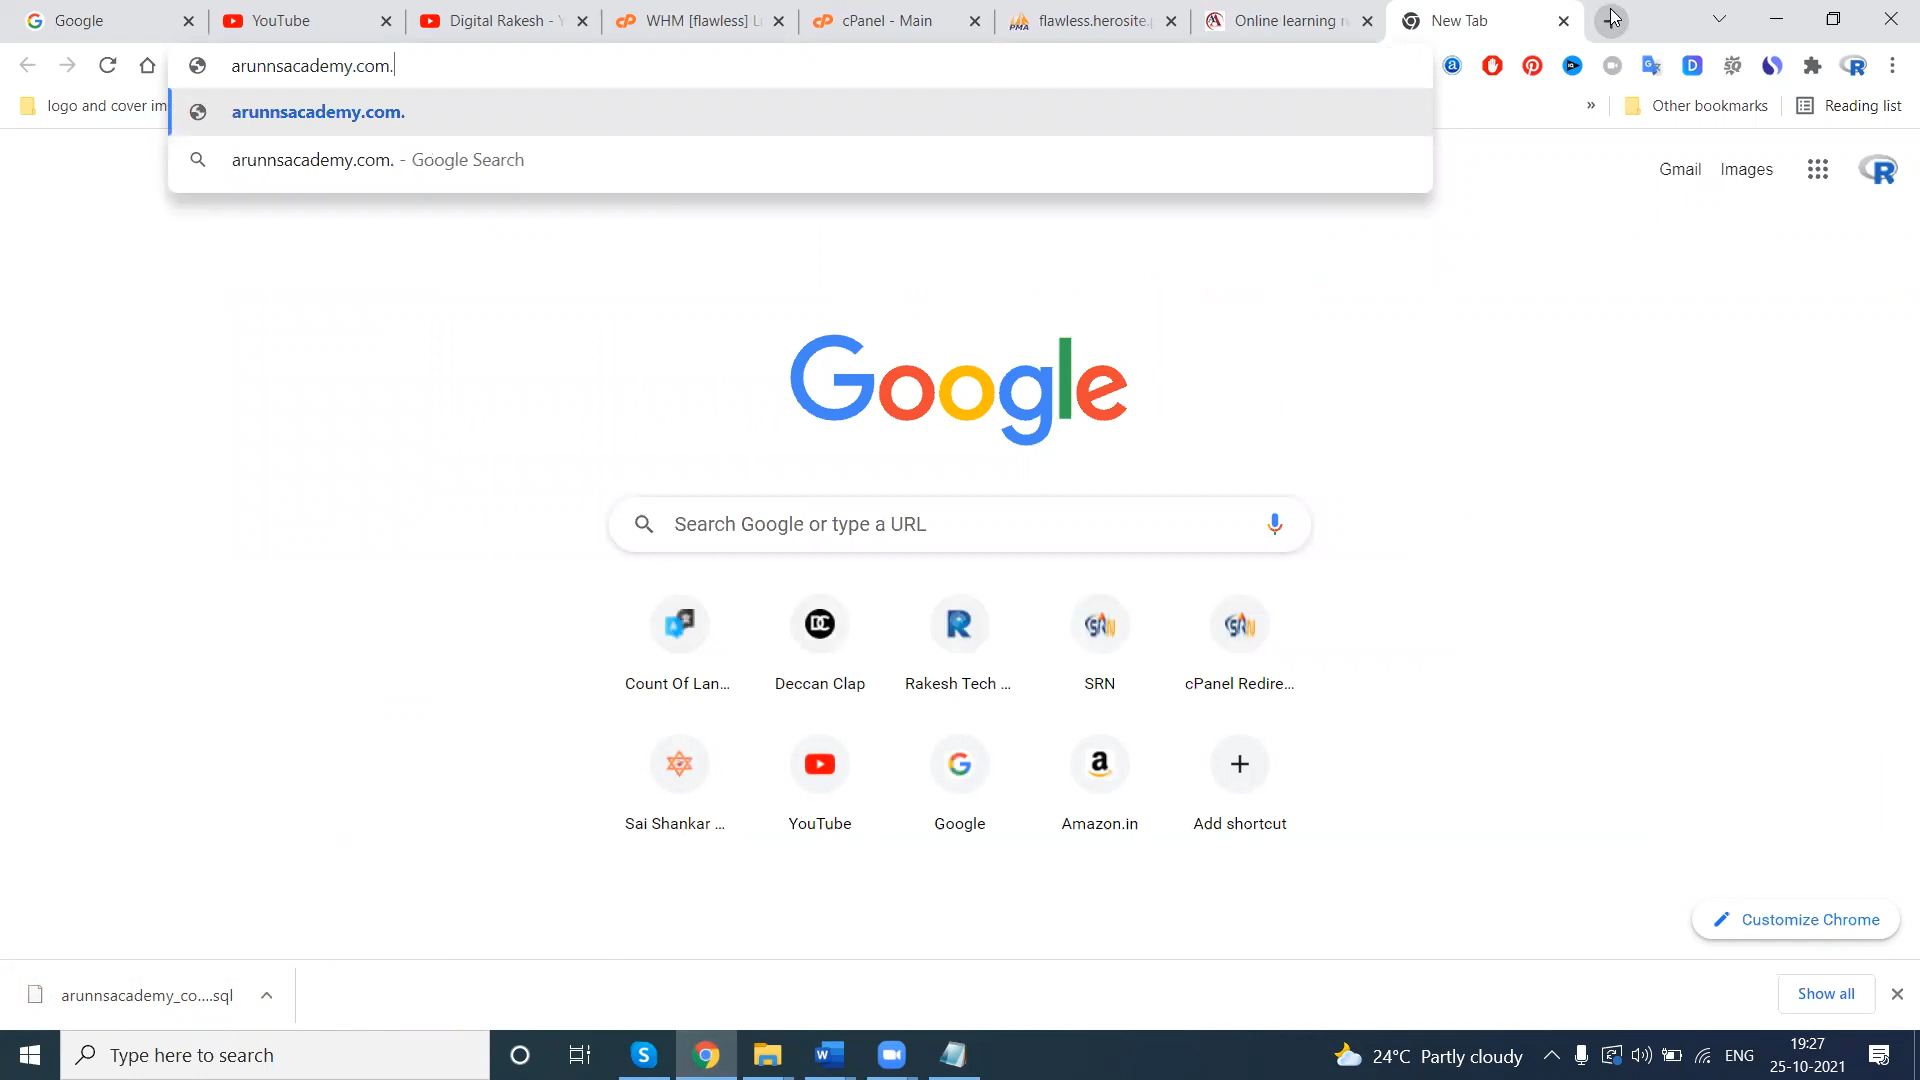 Google
YouTube
Digital Rakesh - Y
WHM [flawless] L
cPanel - Main
flawless.herosite.p
Online learning r
New Tab
arunnsacademy.com.
logo and cover im
arunnsacademy.com.
arunnsacademy.com. - Google Search
» Other bookmarks
Reading list
Gmail Images
Google
Search Google or type a URL
Count Of Lan...
Deccan Clap
Rakesh Tech ...
SRN
cPanel Redire...
Sai Shankar ...
YouTube
Google
Amazon.in
Add shortcut
Customize Chrome
arunnsacademy_co....sql
Show all
Type here to search
24°C Partly cloudy
ENG
19:27
25-10-2021